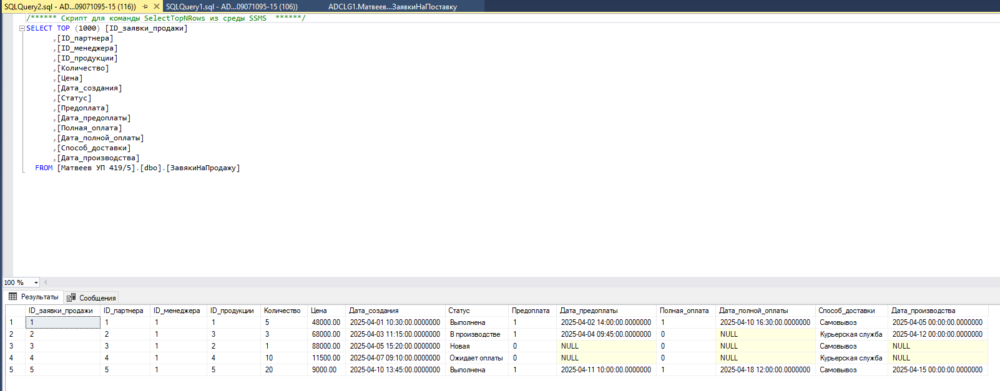 SQLQuery2.sql - AD...09071095-15 (116)) SQLQuery1.sql - AD...09071095-15 (106)) ADCLG1.Матвеев...ЗаявкиНаПоставку
/****** Скрипт для команды SelectTopNRows из среды SSMS ******/
SELECT TOP (1000) [ID_заявки_продажи]
,[ID_партнера]
,[ID_менеджера]
,[ID_продукции]
,[Количество]
,[Цена]
,[Дата_создания]
,[Статус]
,[Предоплата]
,[Дата_предоплаты]
,[Полная_оплата]
,[Дата_полной_оплаты]
,[Способ_доставки]
,[Дата_производства]
FROM [Матвеев УП 419/5].[dbo].[ЗавякиНаПродажу]
100 %
Результаты Сообщения
ID_заявки_продажи ID_партнера ID_менеджера ID_продукции Количество Цена Дата_создания Статус Предоплата Дата_предоплаты Полная_оплата Дата_полной_оплаты Способ_доставки Дата_производства
1 1 1 1 1 5 48000.00 2025-04-01 10:30:00.0000000 Выполнена 1 2025-04-02 14:00:00.0000000 1 2025-04-10 16:30:00.0000000 Самовывоз 2025-04-05 00:00:00.0000000
2 2 2 1 3 3 68000.00 2025-04-03 11:15:00.0000000 В производстве 1 2025-04-04 09:45:00.0000000 0 NULL Курьерская служба 2025-04-12 00:00:00.0000000
3 3 3 1 2 1 88000.00 2025-04-05 15:20:00.0000000 Новая 0 NULL 0 NULL Самовывоз NULL
4 4 4 1 4 10 11500.00 2025-04-07 09:10:00.0000000 Ожидает оплаты 0 NULL 0 NULL Курьерская служба NULL
5 5 5 1 5 20 9000.00 2025-04-10 13:45:00.0000000 Выполнена 1 2025-04-11 10:00:00.0000000 1 2025-04-18 12:00:00.0000000 Самовывоз 2025-04-15 00:00:00.0000000